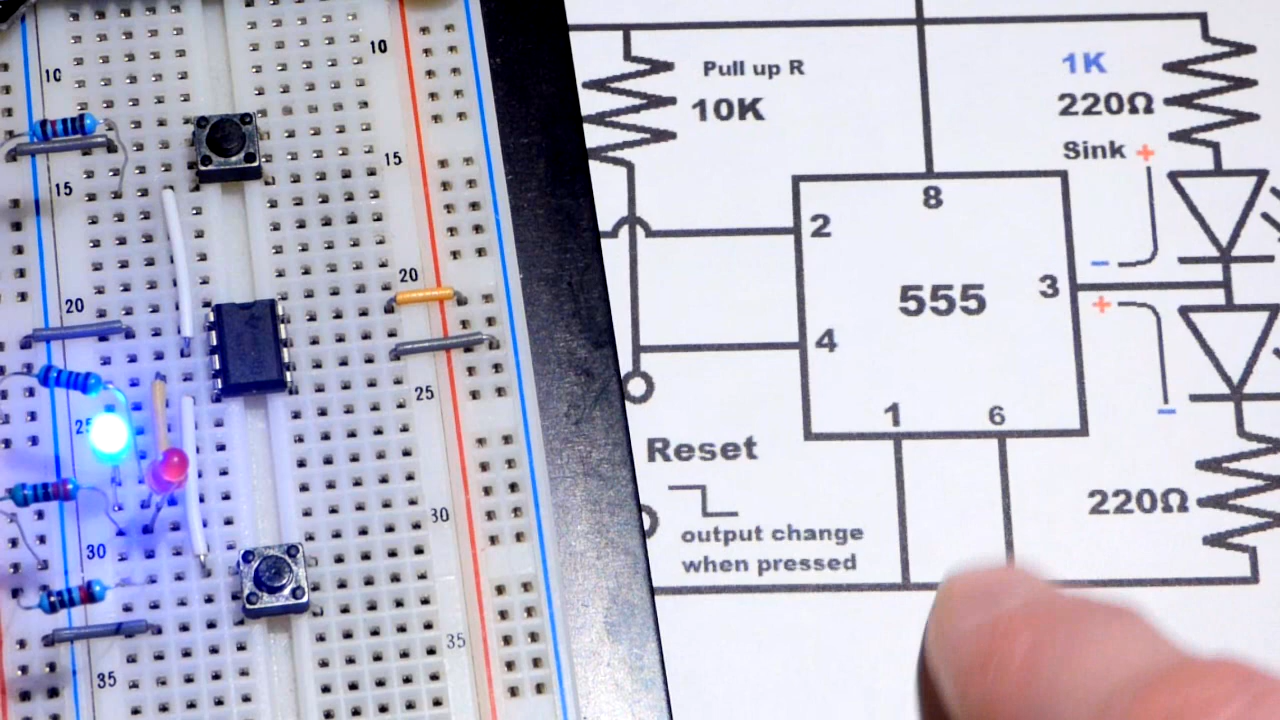 10
15
20
25
30
35
10
15
20
25
30
35
Pull up R
10K
1K
220Ω
Sink +
-
+
-
8
2
3
555
4
1 6
Reset
output change
when pressed
220Ω